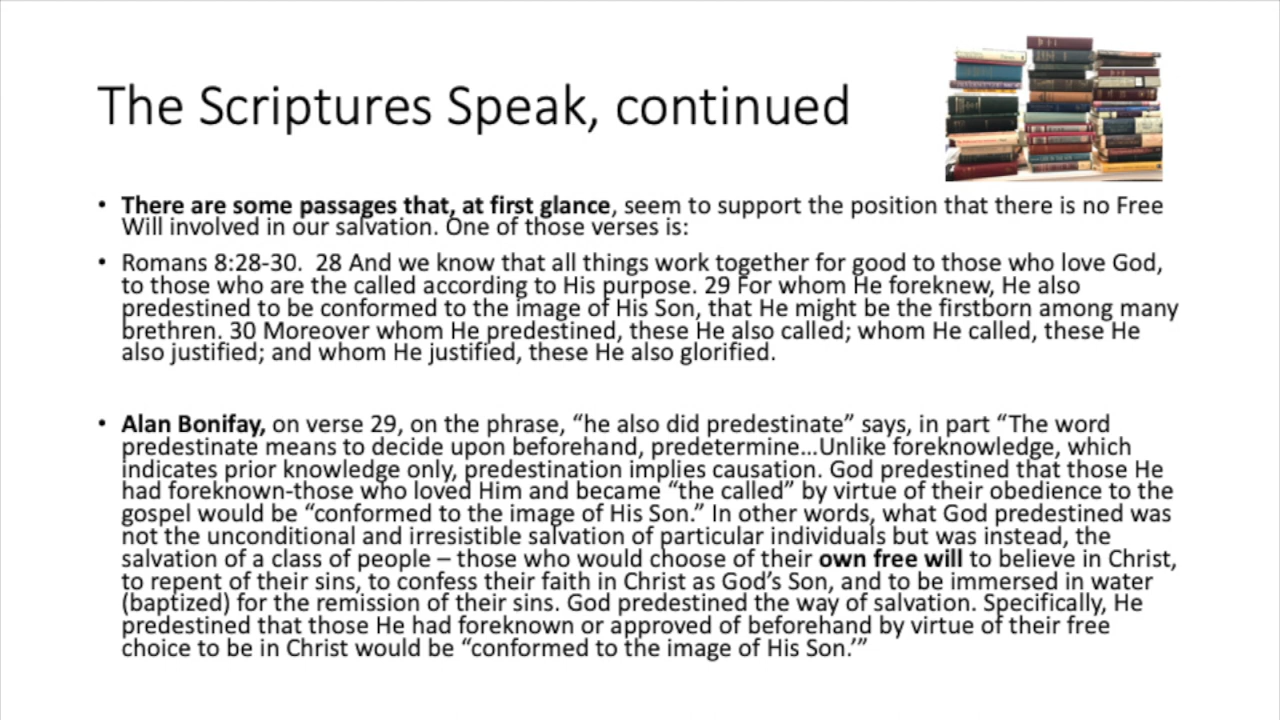 The Scriptures Speak, continued
• There are some passages that, at first glance, seem to support the position that there is no Free
Will involved in our salvation. One of those verses is:
• Romans 8:28-30.  28 And we know that all things work together for good to those who love God,
to those who are the called according to His purpose. 29 For whom He foreknew, He also
predestined to be conformed to the image of His Son, that He might be the firstborn among many
brethren. 30 Moreover whom He predestined, these He also called; whom He called, these He
also justified; and whom He justified, these He also glorified.
• Alan Bonifay, on verse 29, on the phrase, “he also did predestinate” says, in part “The word
predestinate means to decide upon beforehand, predetermine…Unlike foreknowledge, which
indicates prior knowledge only, predestination implies causation. God predestined that those He
had foreknown-those who loved Him and became “the called” by virtue of their obedience to the
gospel would be “conformed to the image of His Son.” In other words, what God predestined was
not the unconditional and irresistible salvation of particular individuals but was instead, the
salvation of a class of people – those who would choose of their own free will to believe in Christ,
to repent of their sins, to confess their faith in Christ as God’s Son, and to be immersed in water
(baptized) for the remission of their sins. God predestined the way of salvation. Specifically, He
predestined that those He had foreknown or approved of beforehand by virtue of their free
choice to be in Christ would be “conformed to the image of His Son.’”